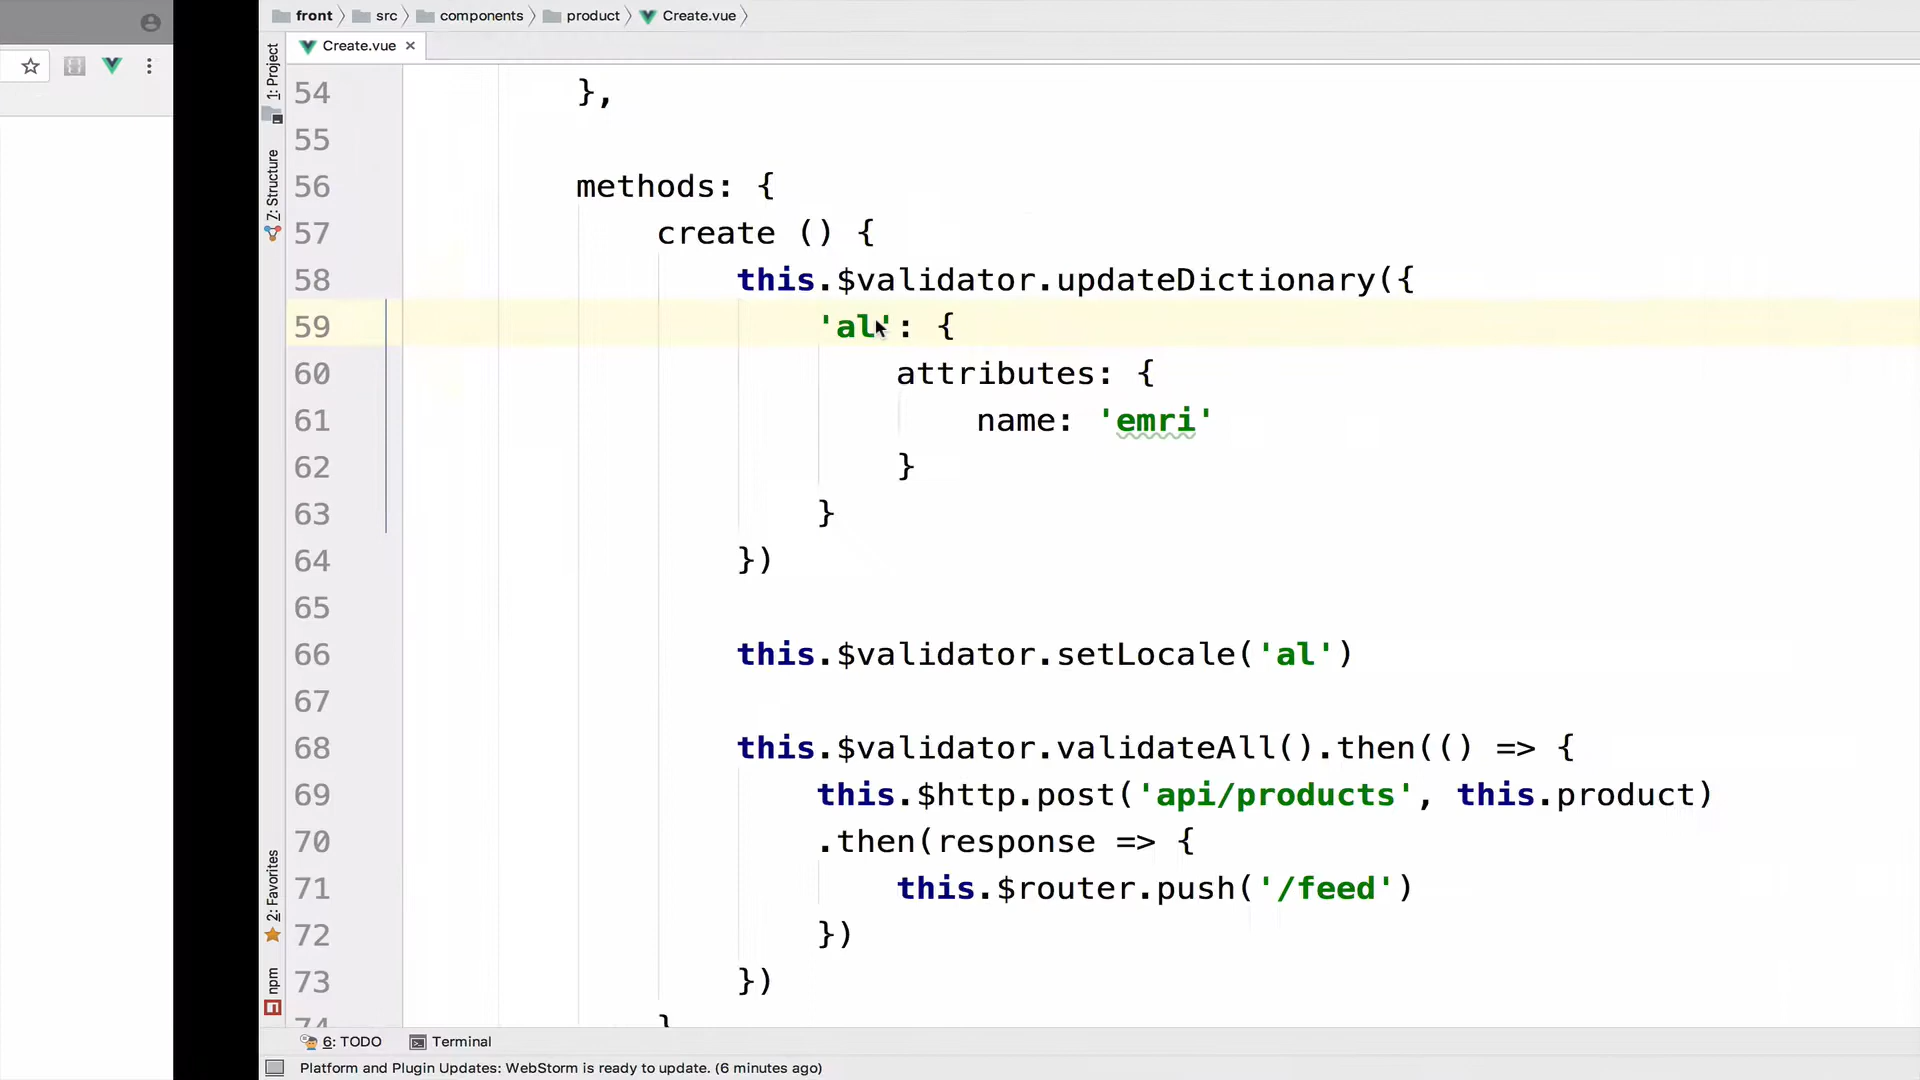 front src components product Create.vue
Create.vue
1: Project
7: Structure
2: Favorites
npm
54 },
55
56 methods: {
57 create () {
58 this.$validator.updateDictionary({
59 'al': {
60 attributes: {
61 name: 'emri'
62 }
63 }
64 })
65
66 this.$validator.setLocale('al')
67
68 this.$validator.validateAll().then(() => {
69 this.$http.post('api/products', this.product)
70 .then(response => {
71 this.$router.push('/feed')
72 })
73 })
74 }
6: TODO Terminal
Platform and Plugin Updates: WebStorm is ready to update. (6 minutes ago)